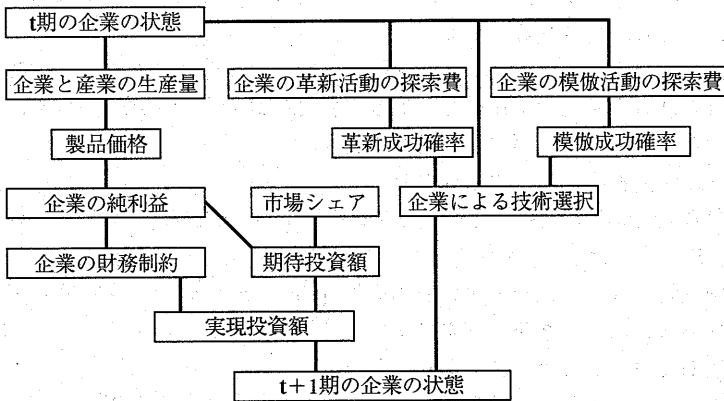 t期の企業の状態
企業と産業の生産量
企業の革新活動の探索費
企業の模倣活動の探索費
製品価格
革新成功確率
模倣成功確率
企業の純利益
市場シェア
企業による技術選択
企業の財務制約
期待投資額
実現投資額
t+1期の企業の状態